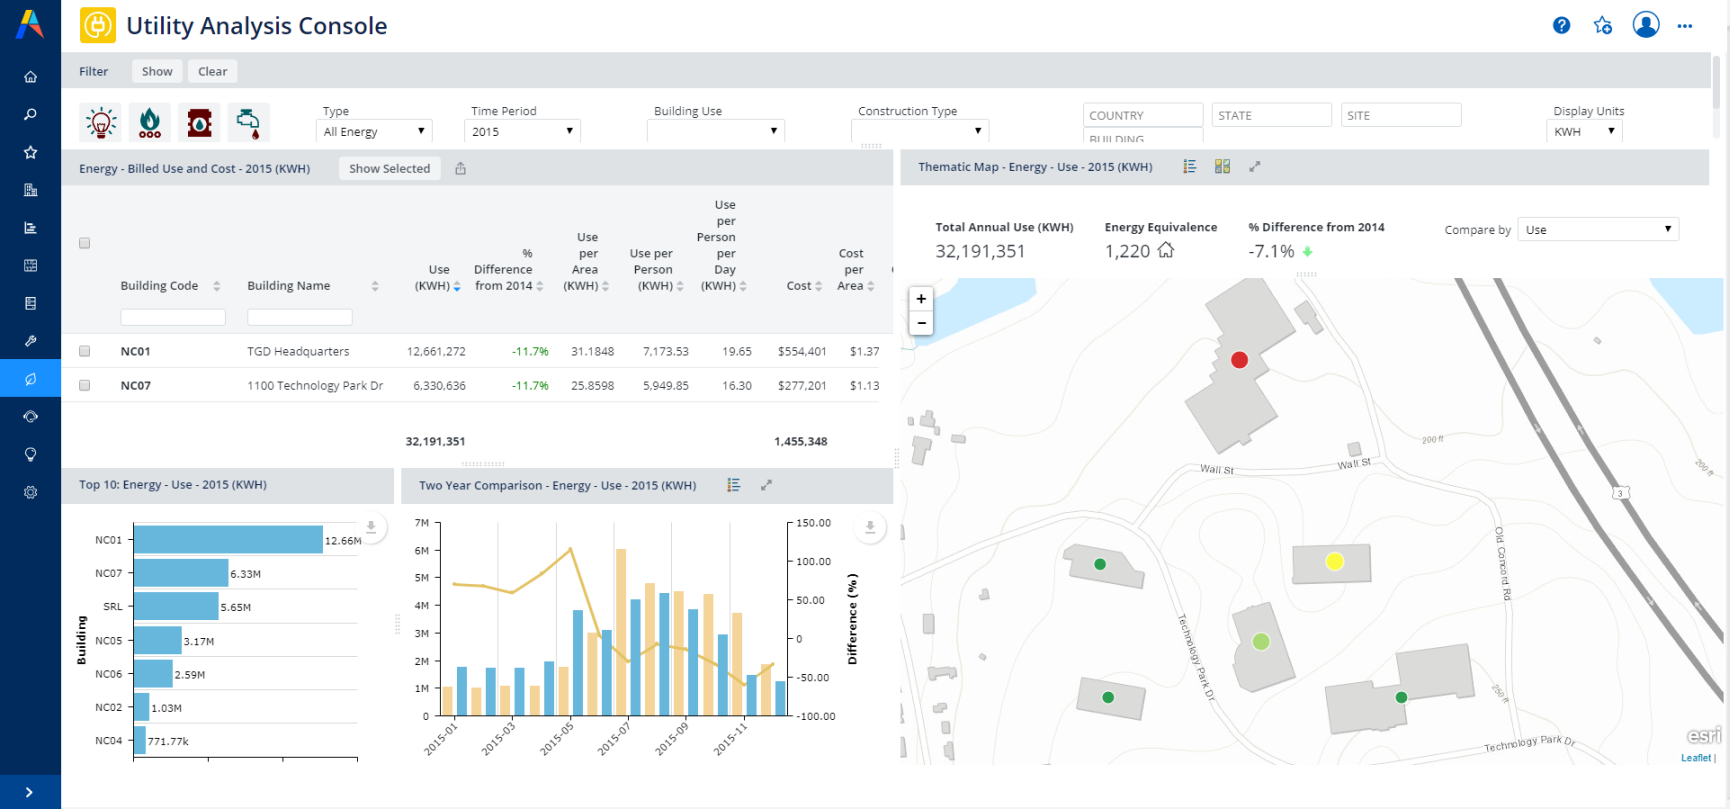 Utility Analysis Console
Filter Show Clear
Type
All Energy
Time Period
2015
Building Use
Construction Type
COUNTRY STATE SITE
BUILDING
Display Units
KWH
Energy - Billed Use and Cost - 2015 (KWH) Show Selected
Building Code
Building Name
Use (KWH)
% Difference from 2014
Use per Area (KWH)
Use per Person (KWH)
Use per Person per Day (KWH)
Cost
Cost per Area
NC01 TGD Headquarters 12,661,272 -11.7% 31.1848 7,173.53 19.65 $554,401 $1.37
NC07 1100 Technology Park Dr 6,330,636 -11.7% 25.8598 5,949.85 16.30 $277,201 $1.13
32,191,351 1,455,348
Top 10: Energy - Use - 2015 (KWH)
Building
NC01 12.66M
NC07 6.33M
SRL 5.65M
NC05 3.17M
NC06 2.59M
NC02 1.03M
NC04 771.77k
Two Year Comparison - Energy - Use - 2015 (KWH)
7M
6M
5M
4M
3M
2M
1M
0
150.00
100.00
50.00
0
-50.00
-100.00
Difference (%)
2015-01 2015-03 2015-05 2015-07 2015-09 2015-11
Thematic Map - Energy - Use - 2015 (KWH)
Total Annual Use (KWH)
32,191,351
Energy Equivalence
1,220
% Difference from 2014
-7.1%
Compare by Use
+
−
200 ft
200 ft
Wall St
Wall St
3
Old Concord Rd
Technology Park Dr
250 ft
Technology Park Dr
esri
Leaflet |